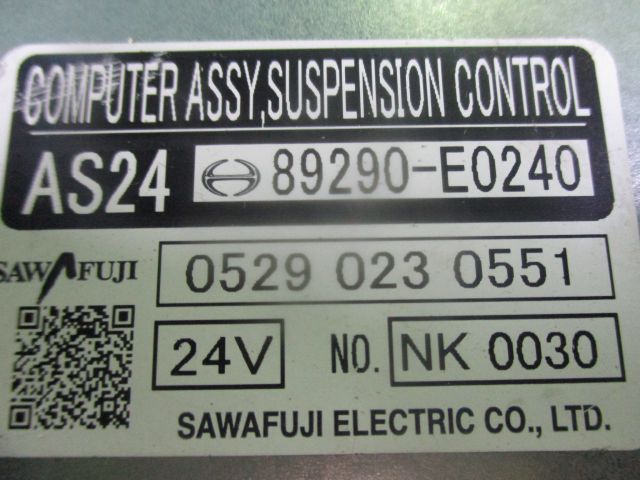 COMPUTER ASSY,SUSPENSION CONTROL
AS24 89290-E0240
SAWAFUJI 0529 023 0551
24V NO. NK 0030
SAWAFUJI ELECTRIC CO., LTD.